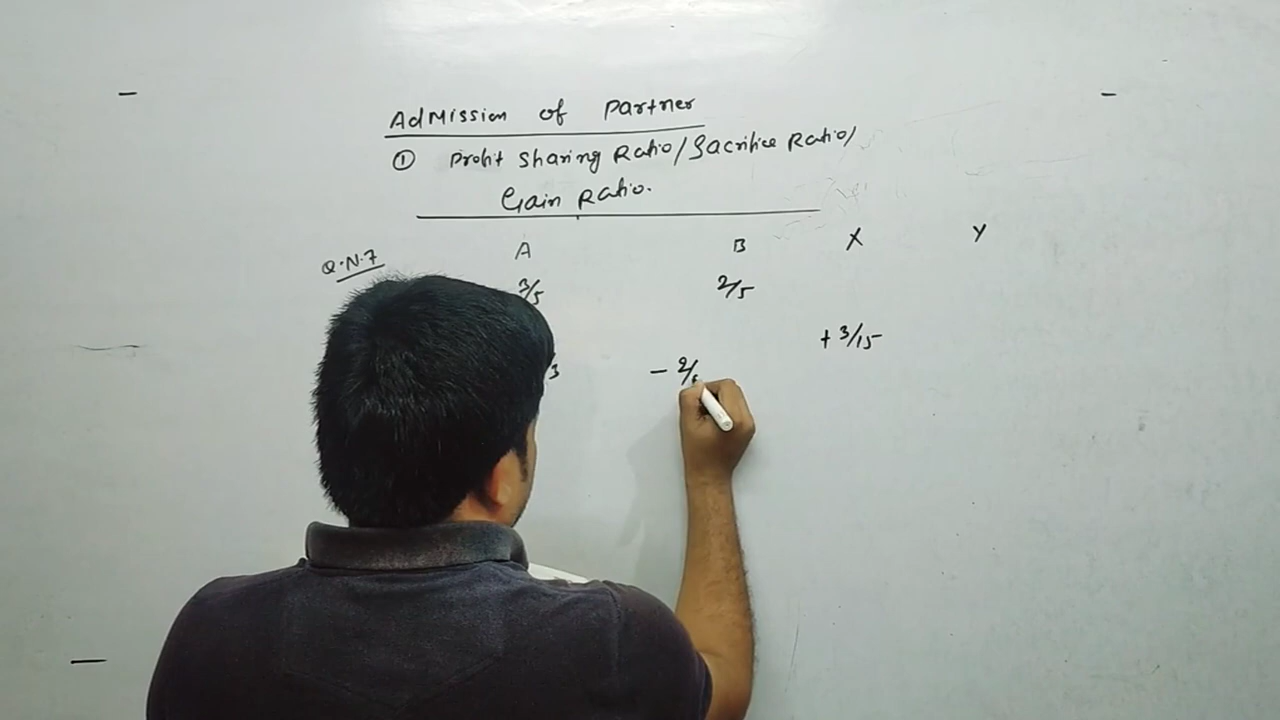 Admission of Partner
① Profit Sharing Ratio/Sacrifice Ratio/
Gain Ratio.
Q.N.7 A B X Y
3/5 2/5
+ 3/15
3 - 2/